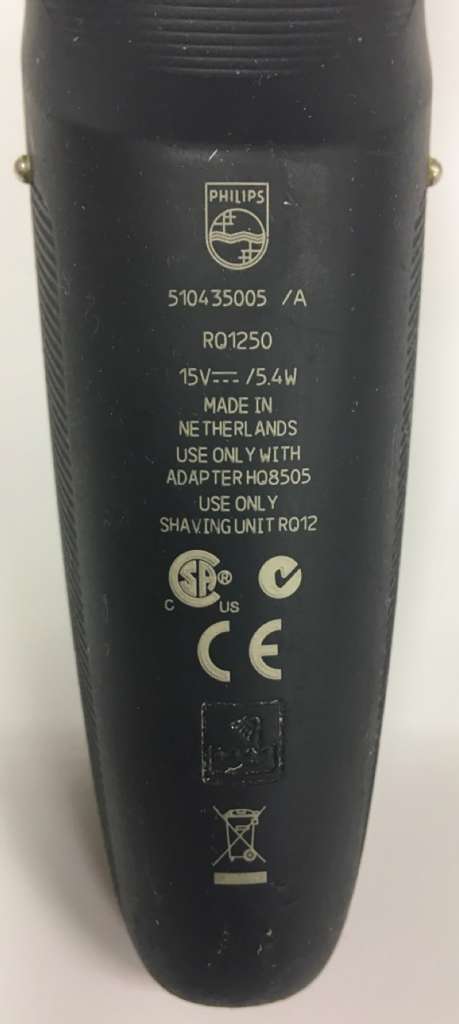 PHILIPS
510435005 /A
RQ1250
15V⎓ /5.4W
MADE IN
NETHERLANDS
USE ONLY WITH
ADAPTER HQ8505
USE ONLY
SHAVING UNIT RQ12
SA®
C US
CE